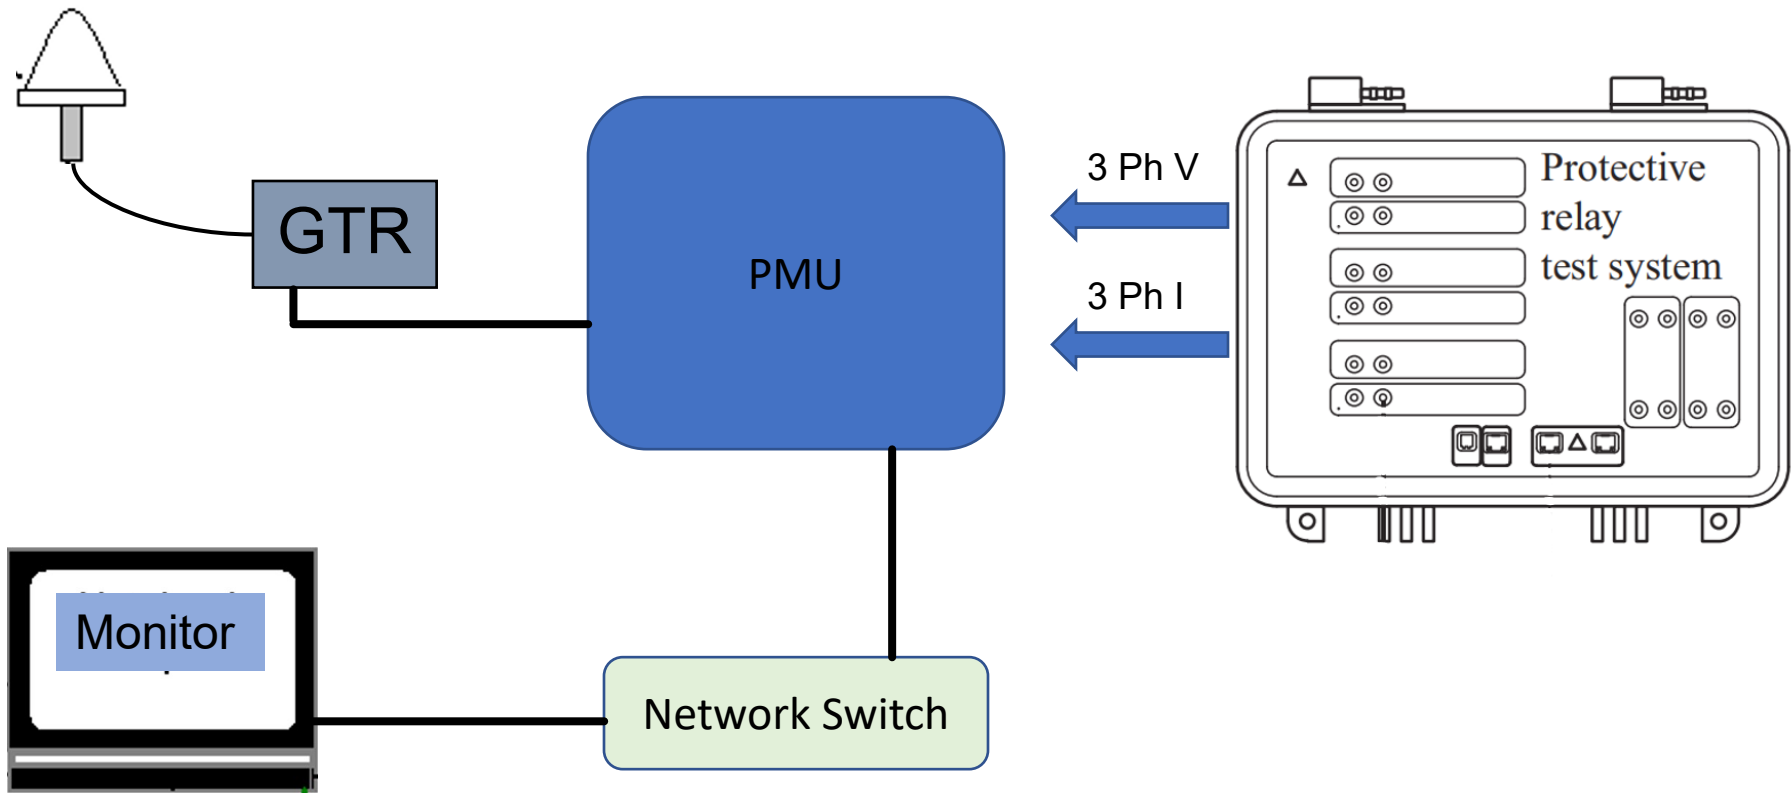 GTR
PMU
3 Ph V
3 Ph I
Protective
relay
test system
Monitor
Network Switch